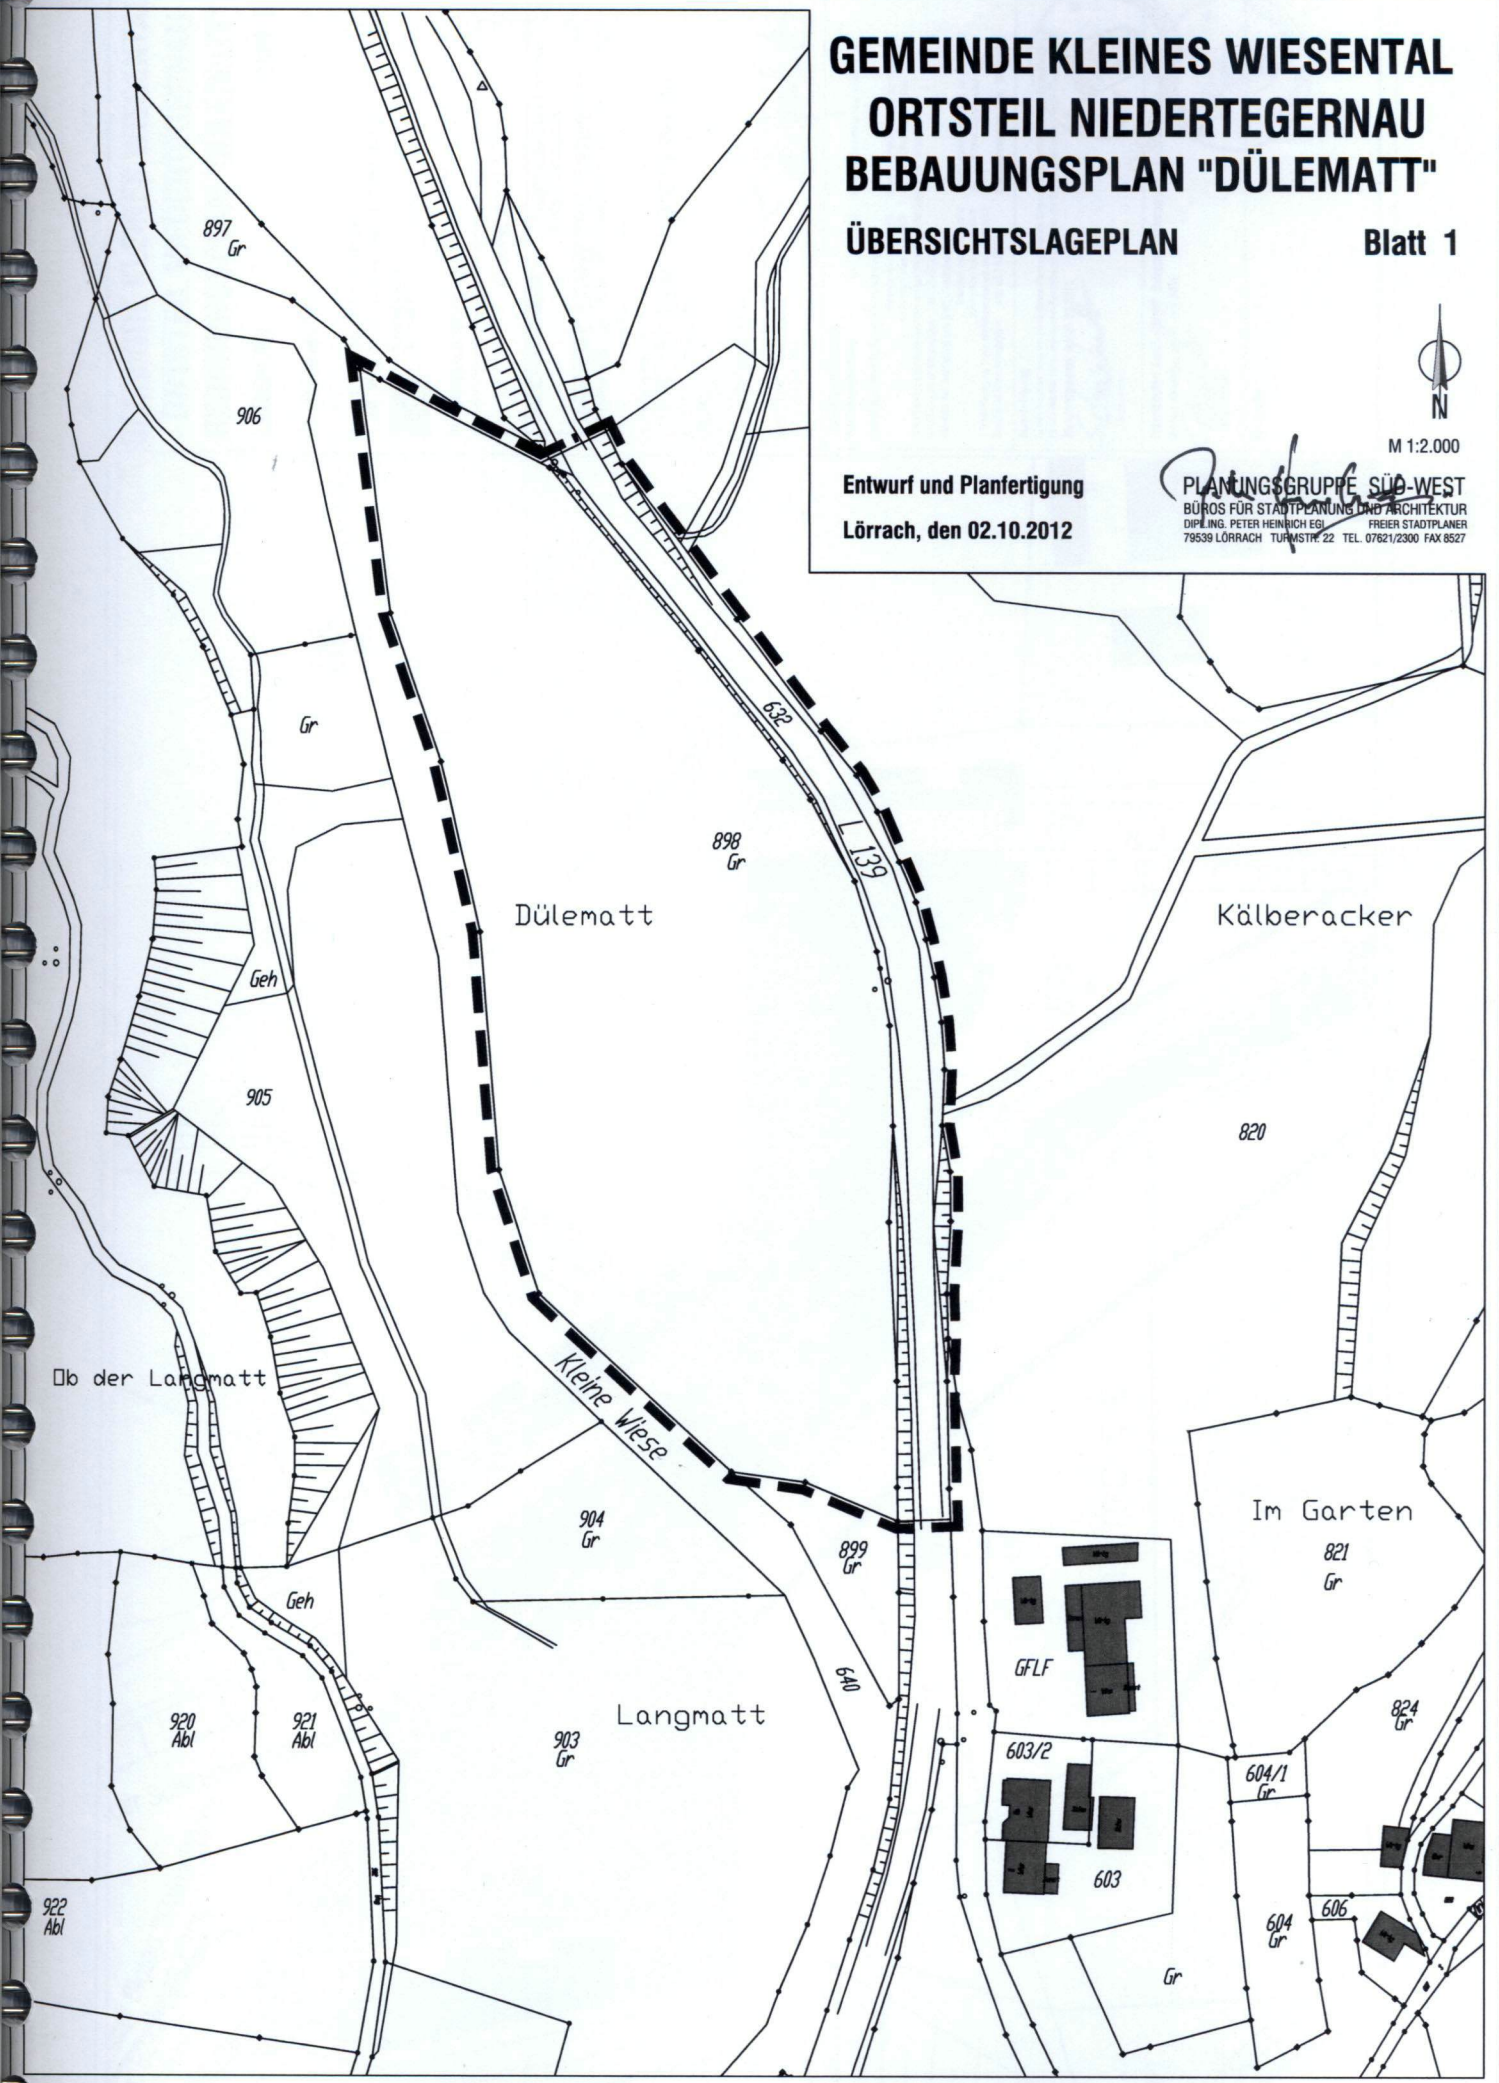 GEMEINDE KLEINES WIESENTAL
ORTSTEIL NIEDERTEGERNAU
BEBAUUNGSPLAN "DÜLEMATT"
ÜBERSICHTSLAGEPLAN Blatt 1
N
M 1:2.000
Entwurf und Planfertigung
Lörrach, den 02.10.2012
PLANUNGSGRUPPE SÜD-WEST
BÜROS FÜR STADTPLANUNG UND ARCHITEKTUR
DIPL.ING. PETER HEINRICH EGI FREIER STADTPLANER
79539 LÖRRACH TURMSTR. 22 TEL. 07621/2300 FAX 8527
897
Gr
906
Gr
632
L 139
898
Gr
Dülematt
Kälberacker
Geh
905
820
Ob der Langmatt
Kleine Wiese
904
Gr
899
Gr
Im Garten
821
Gr
Geh
GFLF
640
920
Abl
921
Abl
903
Gr
Langmatt
824
Gr
603/2
604/1
Gr
603
922
Abl
606
604
Gr
Gr